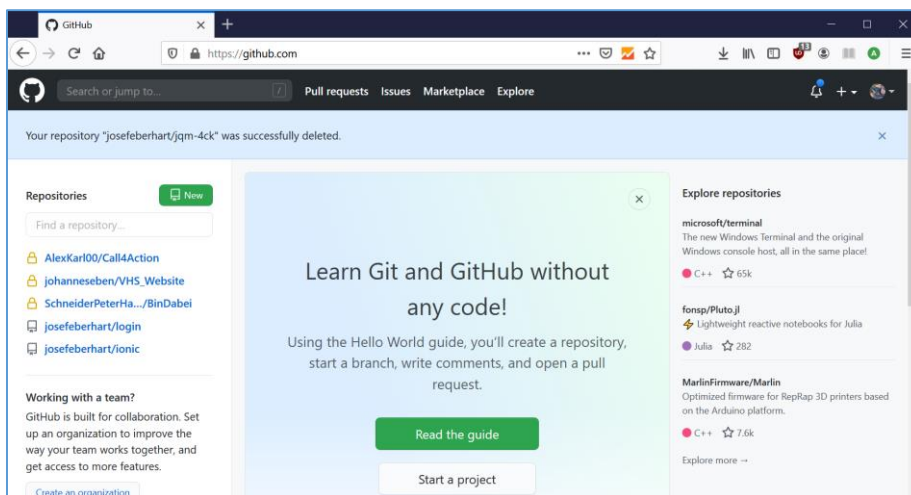 GitHub
https://github.com
13
Search or jump to...
/
Pull requests Issues Marketplace Explore
Your repository "josefeberhart/jqm-4ck" was successfully deleted.
Repositories
New
Find a repository...
AlexKarl00/Call4Action
johanneseben/VHS_Website
SchneiderPeterHa.../BinDabei
josefeberhart/login
josefeberhart/ionic
Working with a team?
GitHub is built for collaboration. Set
up an organization to improve the
way your team works together, and
get access to more features.
Create an organization
Learn Git and GitHub without
any code!
Using the Hello World guide, you'll create a repository,
start a branch, write comments, and open a pull
request.
Read the guide
Start a project
Explore repositories
microsoft/terminal
The new Windows Terminal and the original
Windows console host, all in the same place!
C++ 65k
fonsp/Pluto.jl
⚡ Lightweight reactive notebooks for Julia
Julia 282
MarlinFirmware/Marlin
Optimized firmware for RepRap 3D printers based
on the Arduino platform.
C++ 7.6k
Explore more →